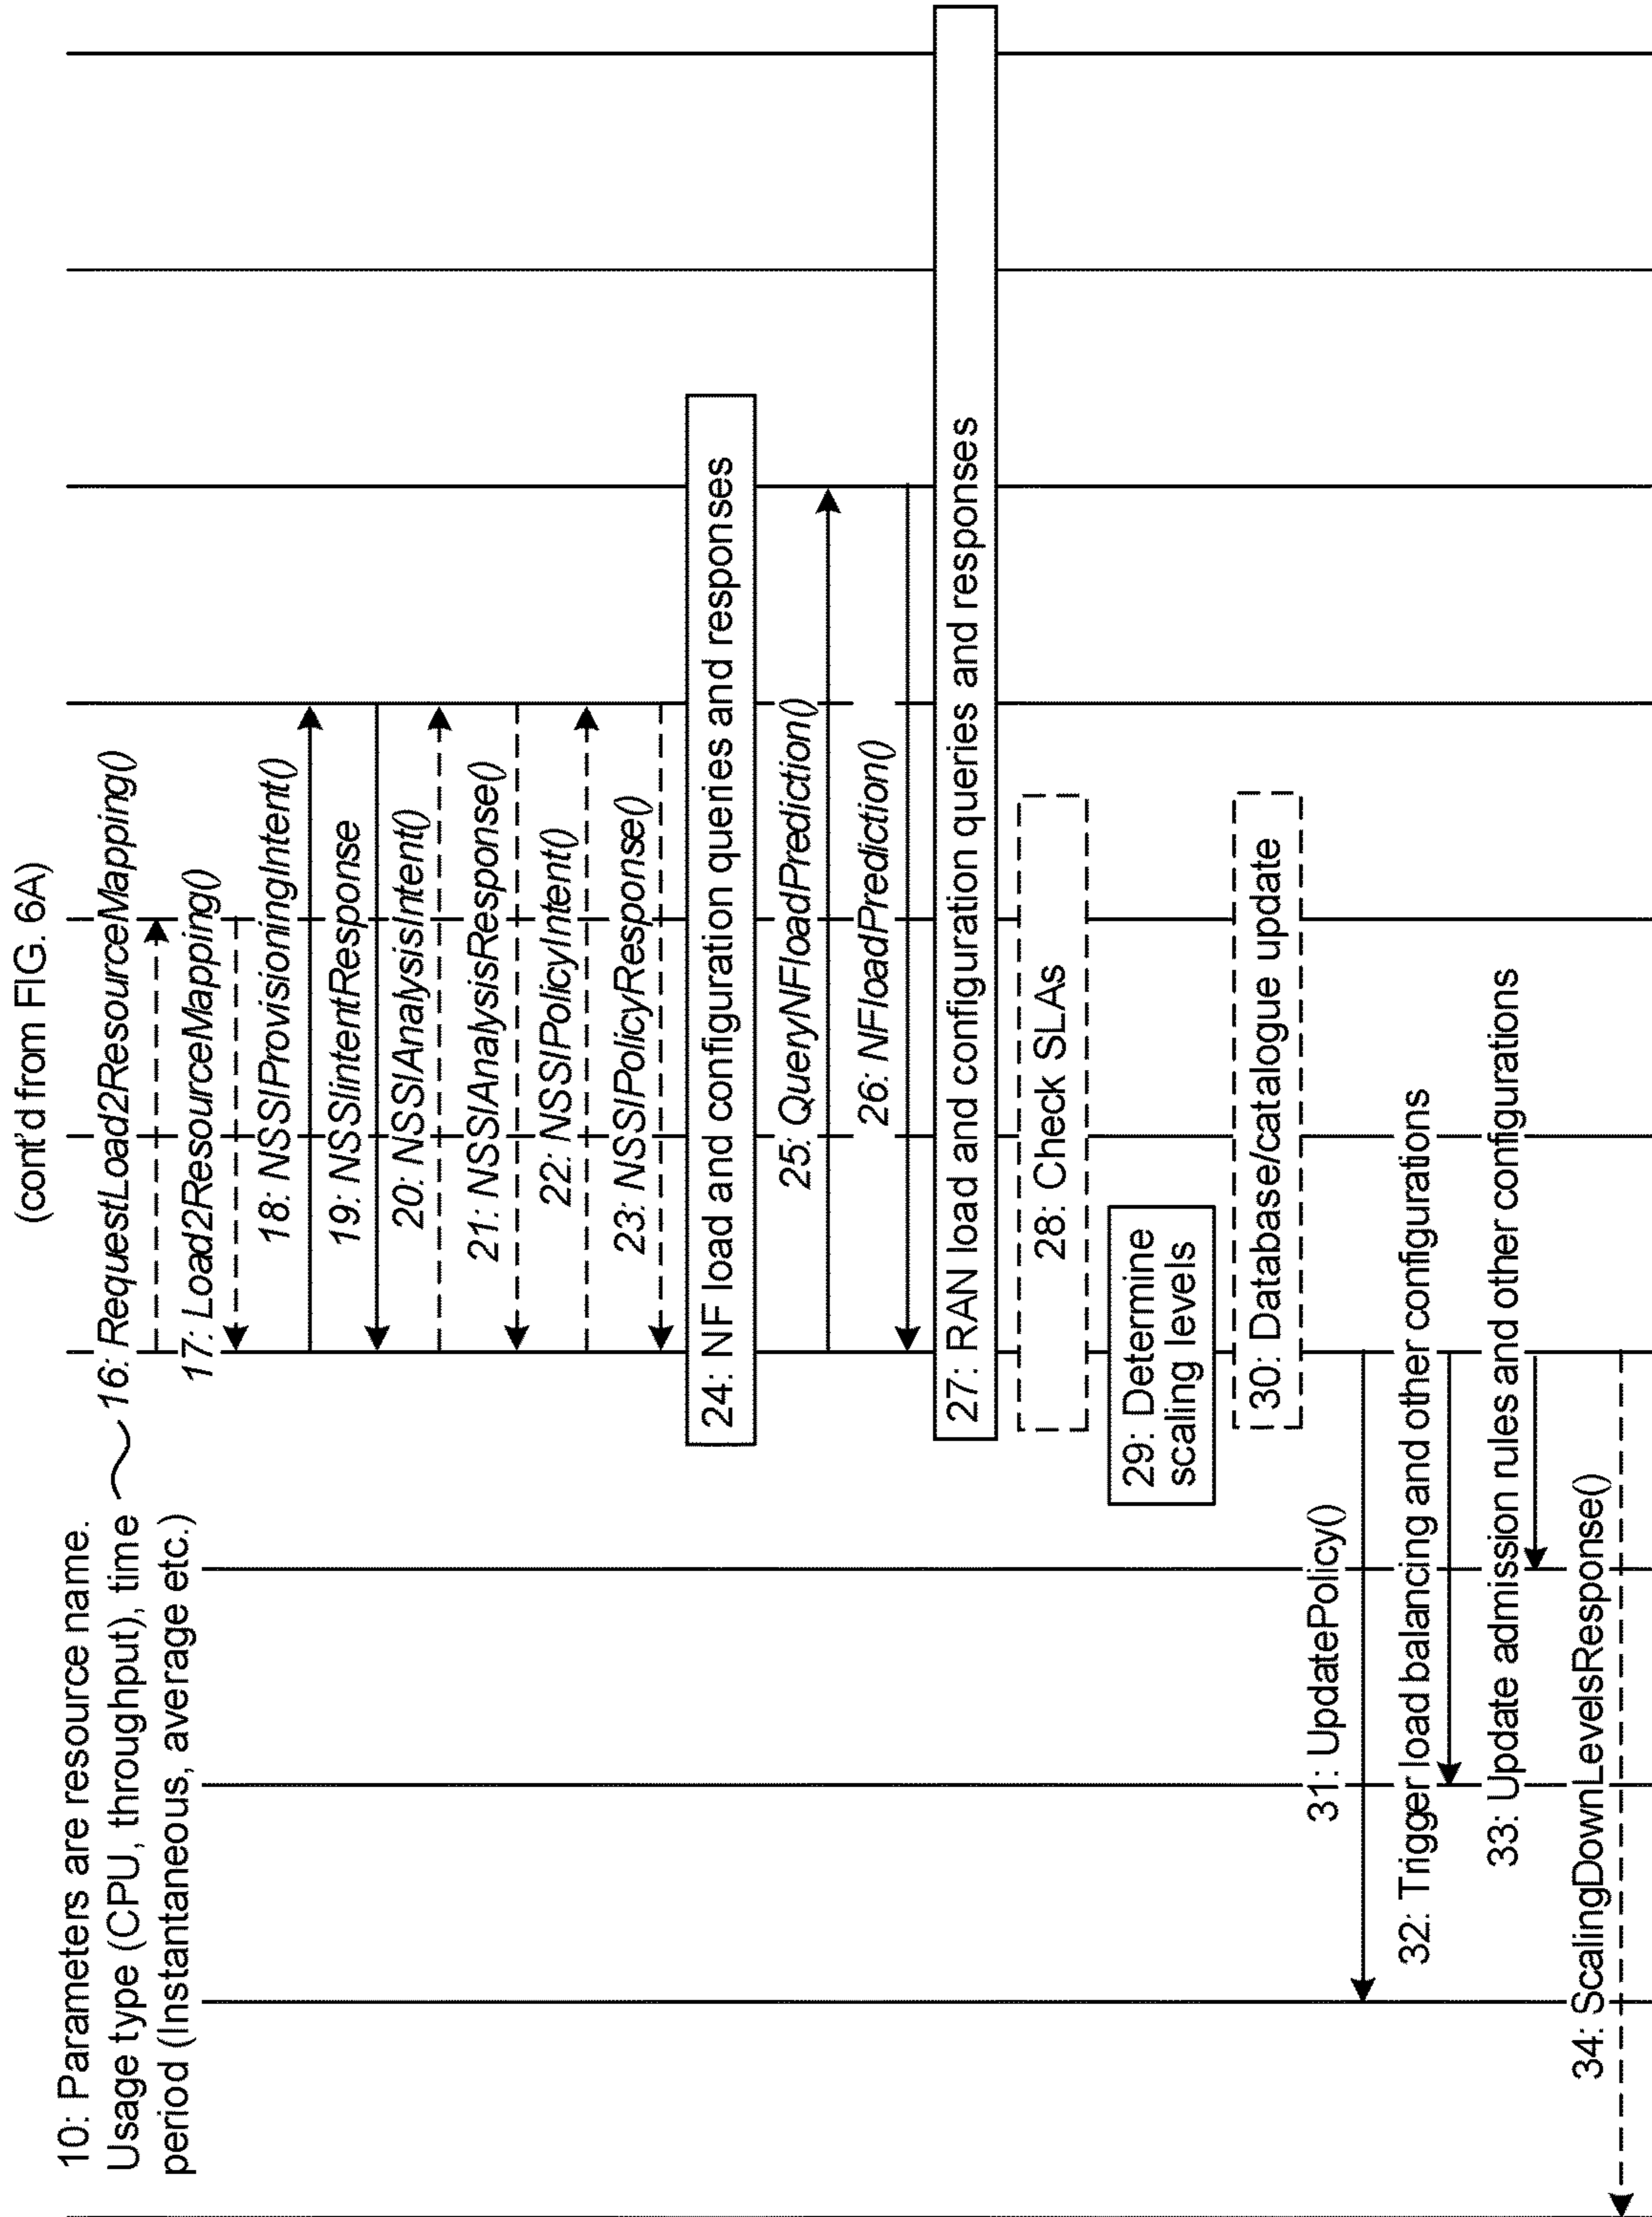 (cont'd from FIG. 6A)
10: Parameters are resource name.
Usage type (CPU, throughput), time
period (Instantaneous, average etc.)
16: RequestLoad2ResourceMapping()
17: Load2ResourceMapping()
18: NSSIProvisioningIntent()
19: NSSIintentResponse
20: NSSIAnalysisIntent()
21: NSSIAnalysisResponse()
22: NSSIPolicyIntent()
23: NSSIPolicyResponse()
24: NF load and configuration queries and responses
25: QueryNFloadPrediction()
26: NFloadPrediction()
27: RAN load and configuration queries and responses
28: Check SLAs
29: Determine
scaling levels
30: Database/catalogue update
31: UpdatePolicy()
32: Trigger load balancing and other configurations
33: Update admission rules and other configurations
34: ScalingDownLevelsResponse()